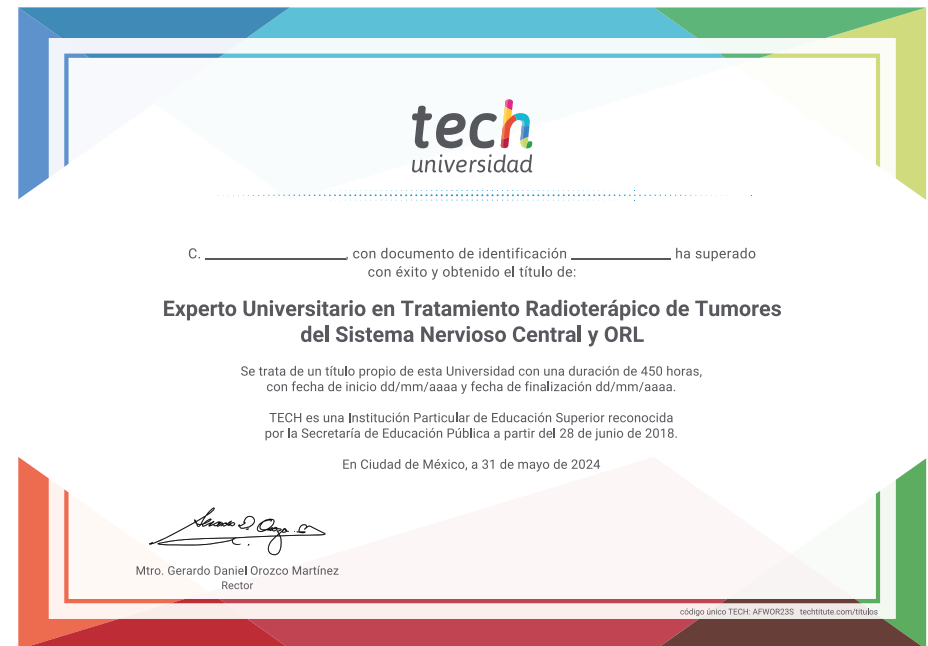 tech
universidad
C. ____________________, con documento de identificación ______________ ha superado
con éxito y obtenido el título de:
Experto Universitario en Tratamiento Radioterápico de Tumores
del Sistema Nervioso Central y ORL
Se trata de un título propio de esta Universidad con una duración de 450 horas,
con fecha de inicio dd/mm/aaaa y fecha de finalización dd/mm/aaaa.
TECH es una Institución Particular de Educación Superior reconocida
por la Secretaría de Educación Pública a partir del 28 de junio de 2018.
En Ciudad de México, a 31 de mayo de 2024
Mtro. Gerardo Daniel Orozco Martínez
Rector
código único TECH: AFWOR23S techtitute.com/titulos